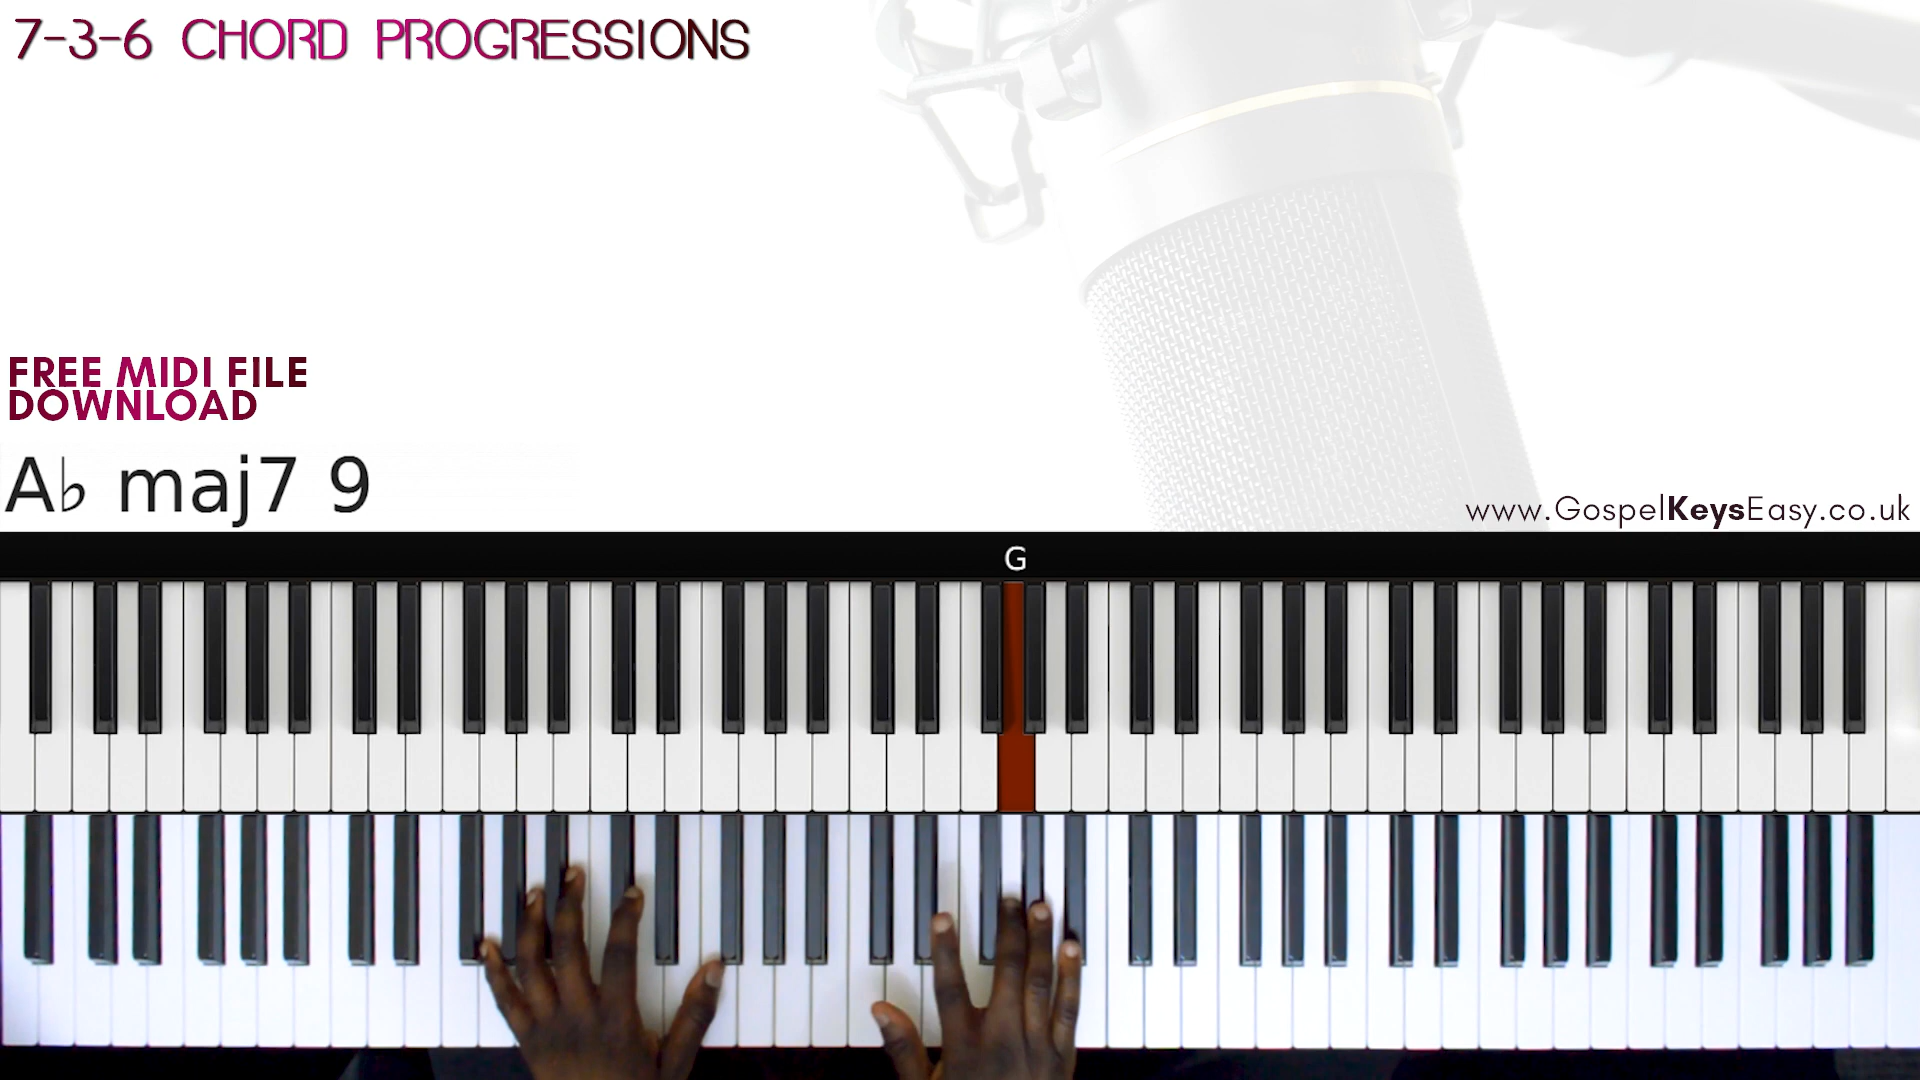 7-3-6 CHORD PROGRESSIONS
FREE MIDI FILE
DOWNLOAD
A♭ maj7 9
www.GospelKeysEasy.co.uk
G